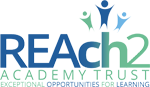 REAch2
ACADEMY TRUST
EXCEPTIONAL OPPORTUNITIES FOR LEARNING